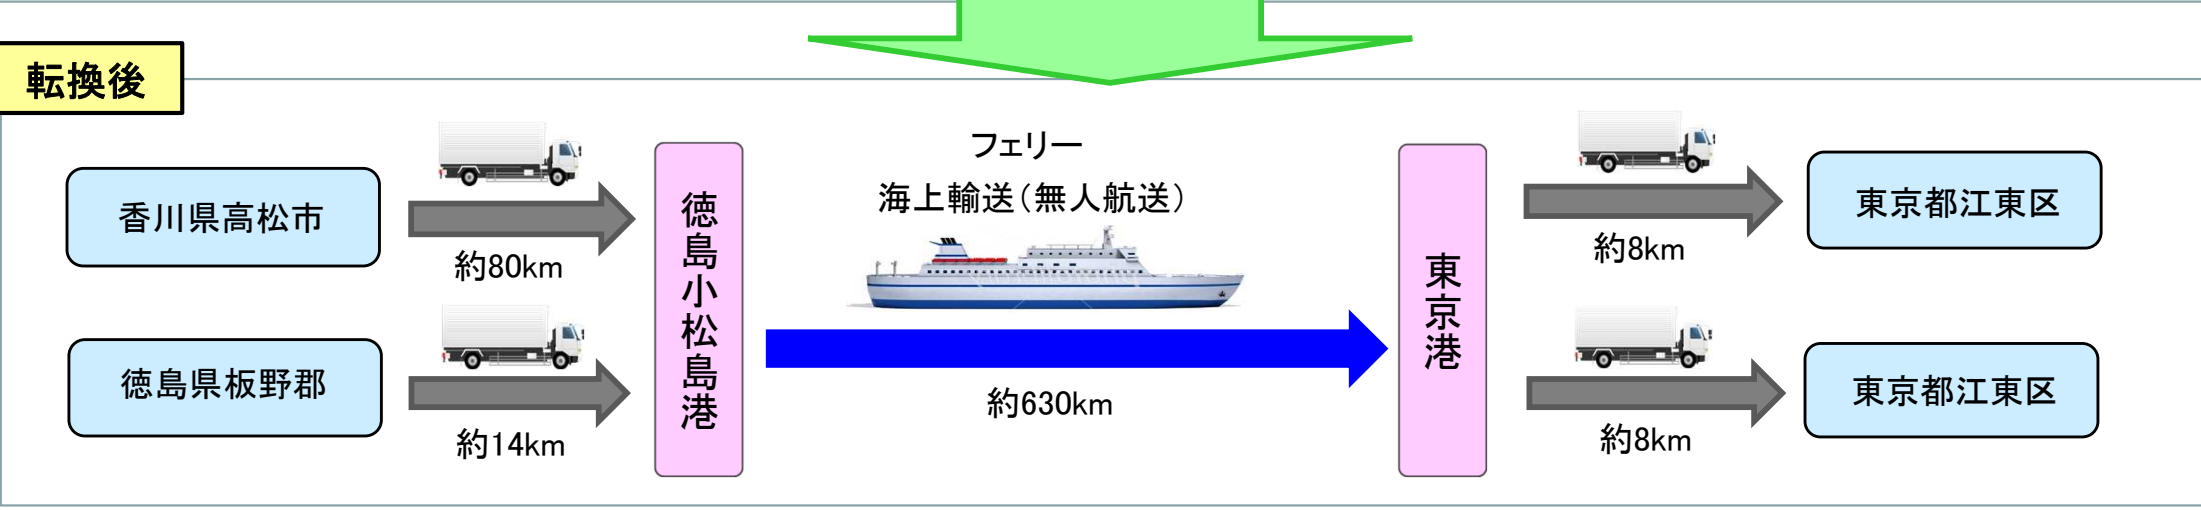 転換後
香川県高松市
約80km
徳島県板野郡
約14km
徳島小松島港
フェリー
海上輸送(無人航送)
約630km
東京港
約8km
東京都江東区
約8km
東京都江東区